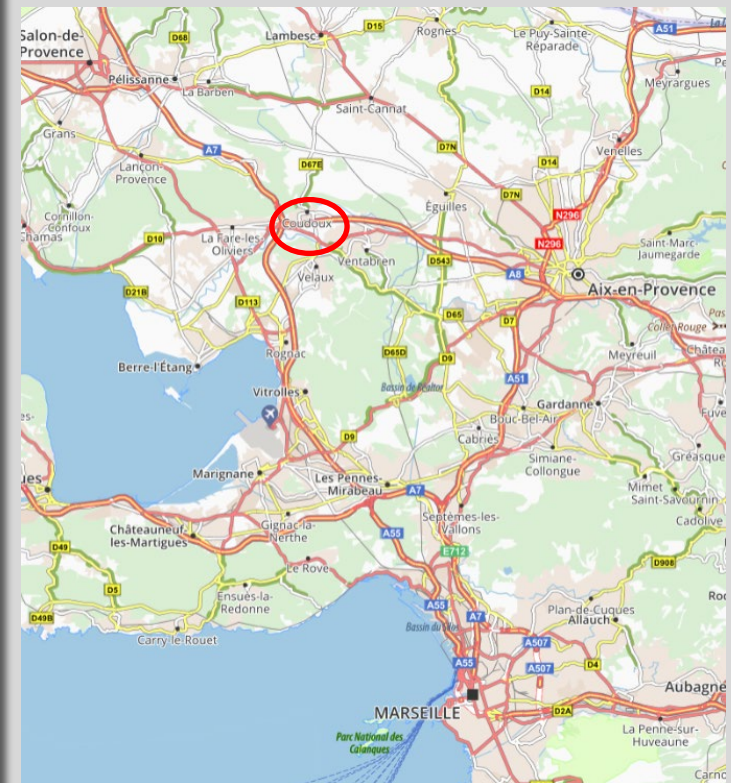 Salon-de-
Provence
D68
Lambesc
D15
Rognes
Le Puy-Sainte-
Réparade
A51
Pélissanne
La Barben
Meyrargues
Saint-Cannat
D14
Grans
A7
D7N
D14
Venelles
Lançon-
Provence
D67E
D7N
Éguilles
Cornillon-
Confoux
Coudoux
N296
D10
La Fare-les-
Oliviers
Ventabren
N296
Saint-Marc-
Jaumegarde
Velaux
D543
A8
D21B
D113
Aix-en-Provence
D65
D7
Rognac
D65D
D9
Meyreuil
Berre-l'Étang
A51
Vitrolles
Bassin de Réaltor
Gardanne
Bouc-Bel-Air
D9
Cabriès
Simiane-
Collongue
Gréasque
Marignane
Les Pennes-
Mirabeau
A7
Mimet
Saint-Savournin
Septèmes-les-
Vallons
Cadolive
Gignac-la-
Nerthe
Châteauneuf-
les-Martigues
A55
D49
E712
Le Rove
D908
D5
Ensuès-la-
Redonne
A55
Plan-de-Cuques
Allauch
D49B
A7
Carry-le-Rouet
A507
A55
A507
D4
Aubagne
MARSEILLE
D2A
Parc National des
Calanques
La Penne-sur-
Huveaune